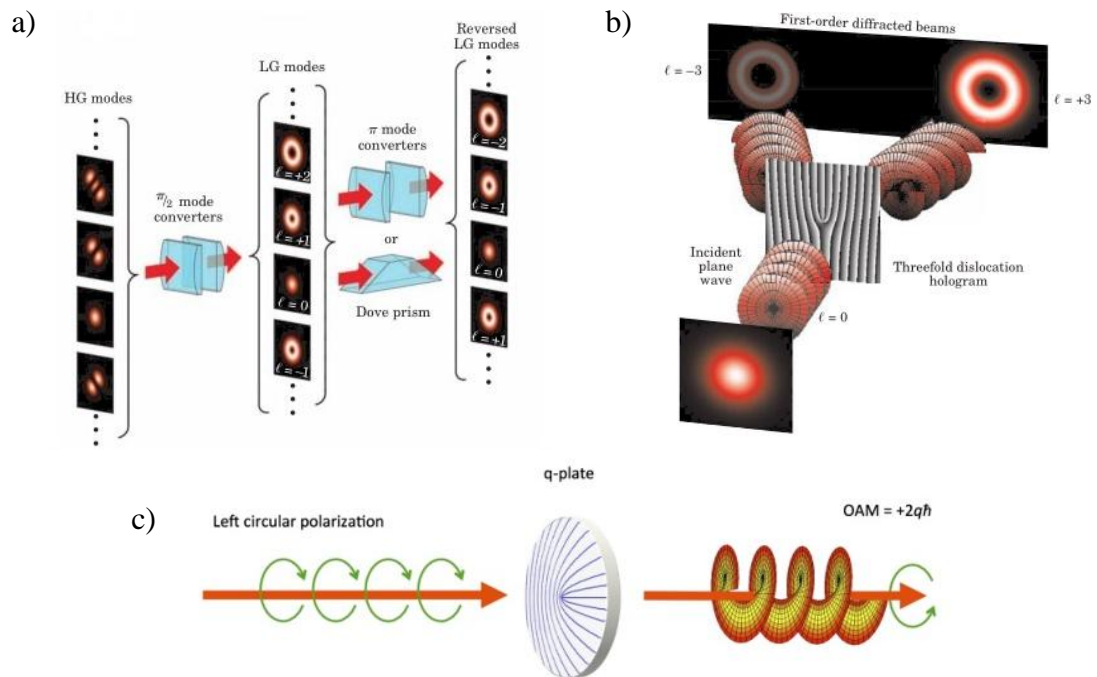 a)
HG modes
π/2 mode
converters
LG modes
ℓ = +2
ℓ = +1
ℓ = 0
ℓ = −1
π mode
converters
or
Dove prism
Reversed
LG modes
ℓ = −2
ℓ = −1
ℓ = 0
ℓ = +1
b)
First-order diffracted beams
ℓ = −3
ℓ = +3
Incident
plane
wave
Threefold dislocation
hologram
ℓ = 0
c)
Left circular polarization
q-plate
OAM = +2qħ